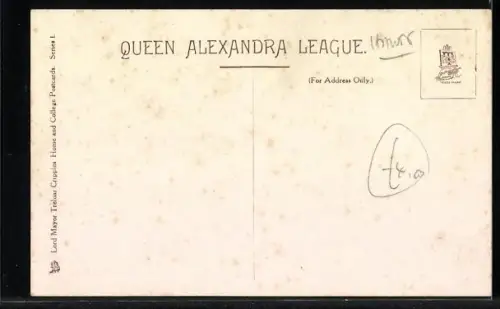 QUEEN ALEXANDRA LEAGUE.
(For Address Only.)
Lord Mayor Treloar Cripples Home and College Postcards. Series I.